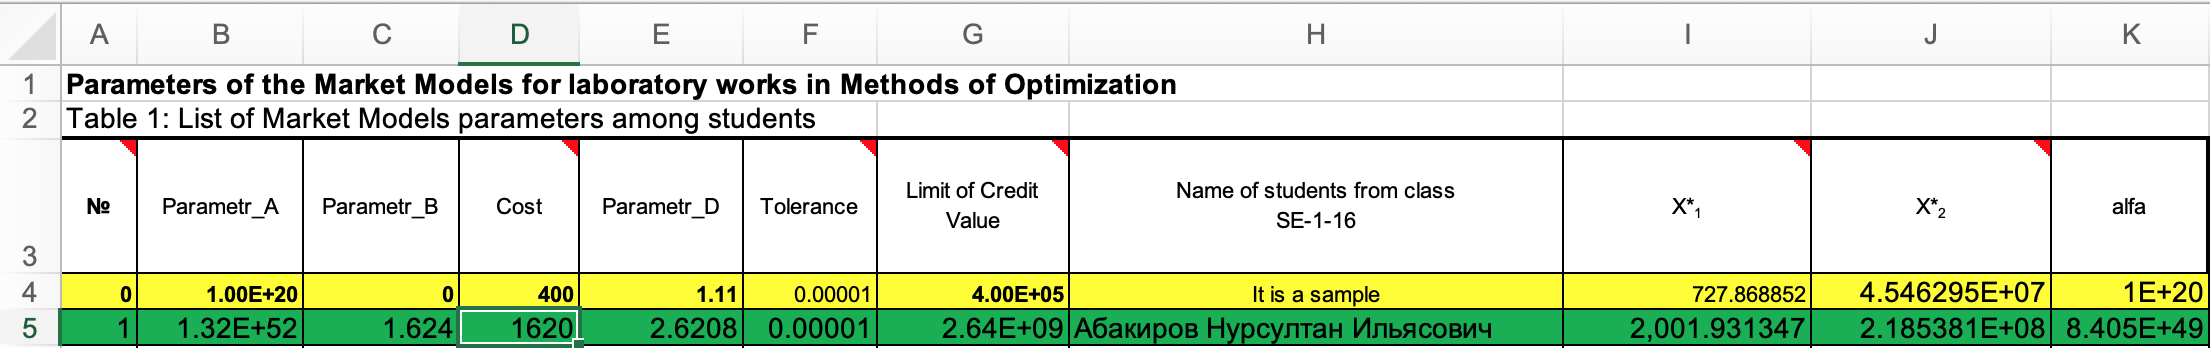 A B C D E F G H I J K
1 Parameters of the Market Models for laboratory works in Methods of Optimization
2 Table 1: List of Market Models parameters among students
3 № Parametr_A Parametr_B Cost Parametr_D Tolerance Limit of Credit Value Name of students from class SE-1-16 X*1 X*2 alfa
4 0 1.00E+20 0 400 1.11 0.00001 4.00E+05 It is a sample 727.868852 4.546295E+07 1E+20
5 1 1.32E+52 1.624 1620 2.6208 0.00001 2.64E+09 Абакиров Нурсултан Ильясович 2,001.931347 2.185381E+08 8.405E+49